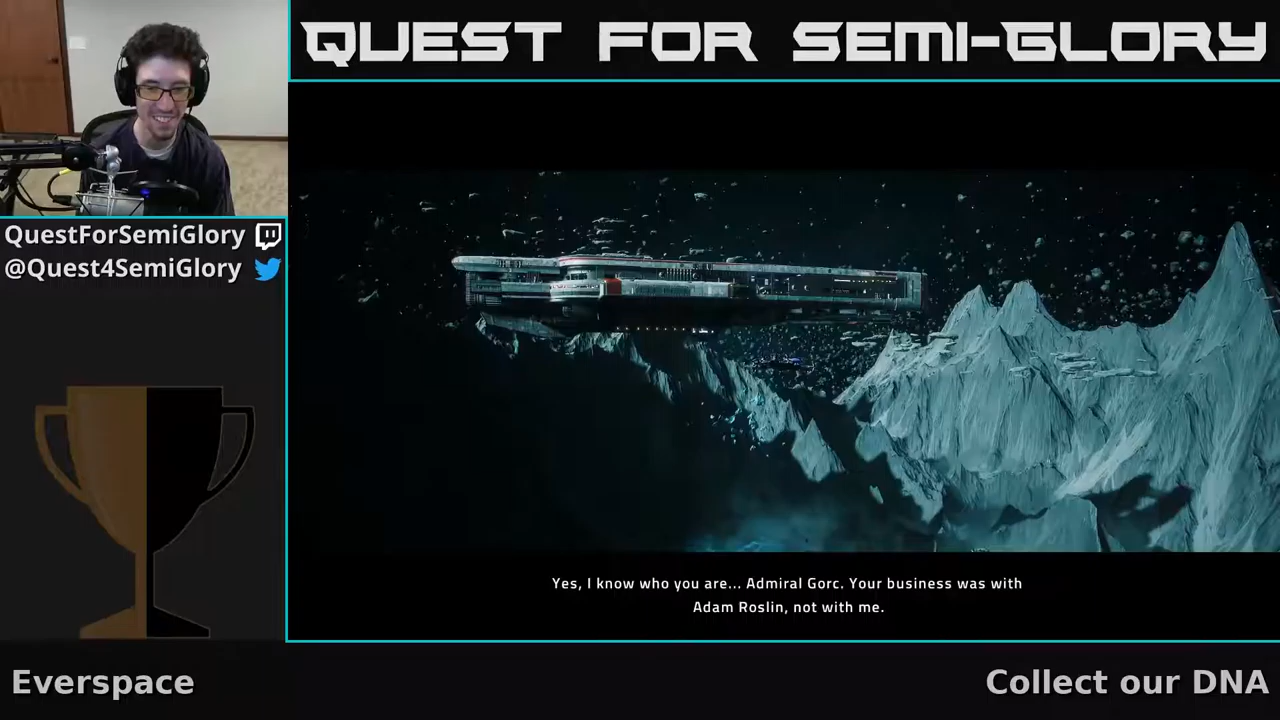 QUEST FOR SEMI-GLORY
QuestForSemiGlory
@Quest4SemiGlory
Yes, I know who you are... Admiral Gorc. Your business was with
Adam Roslin, not with me.
Everspace
Collect our DNA